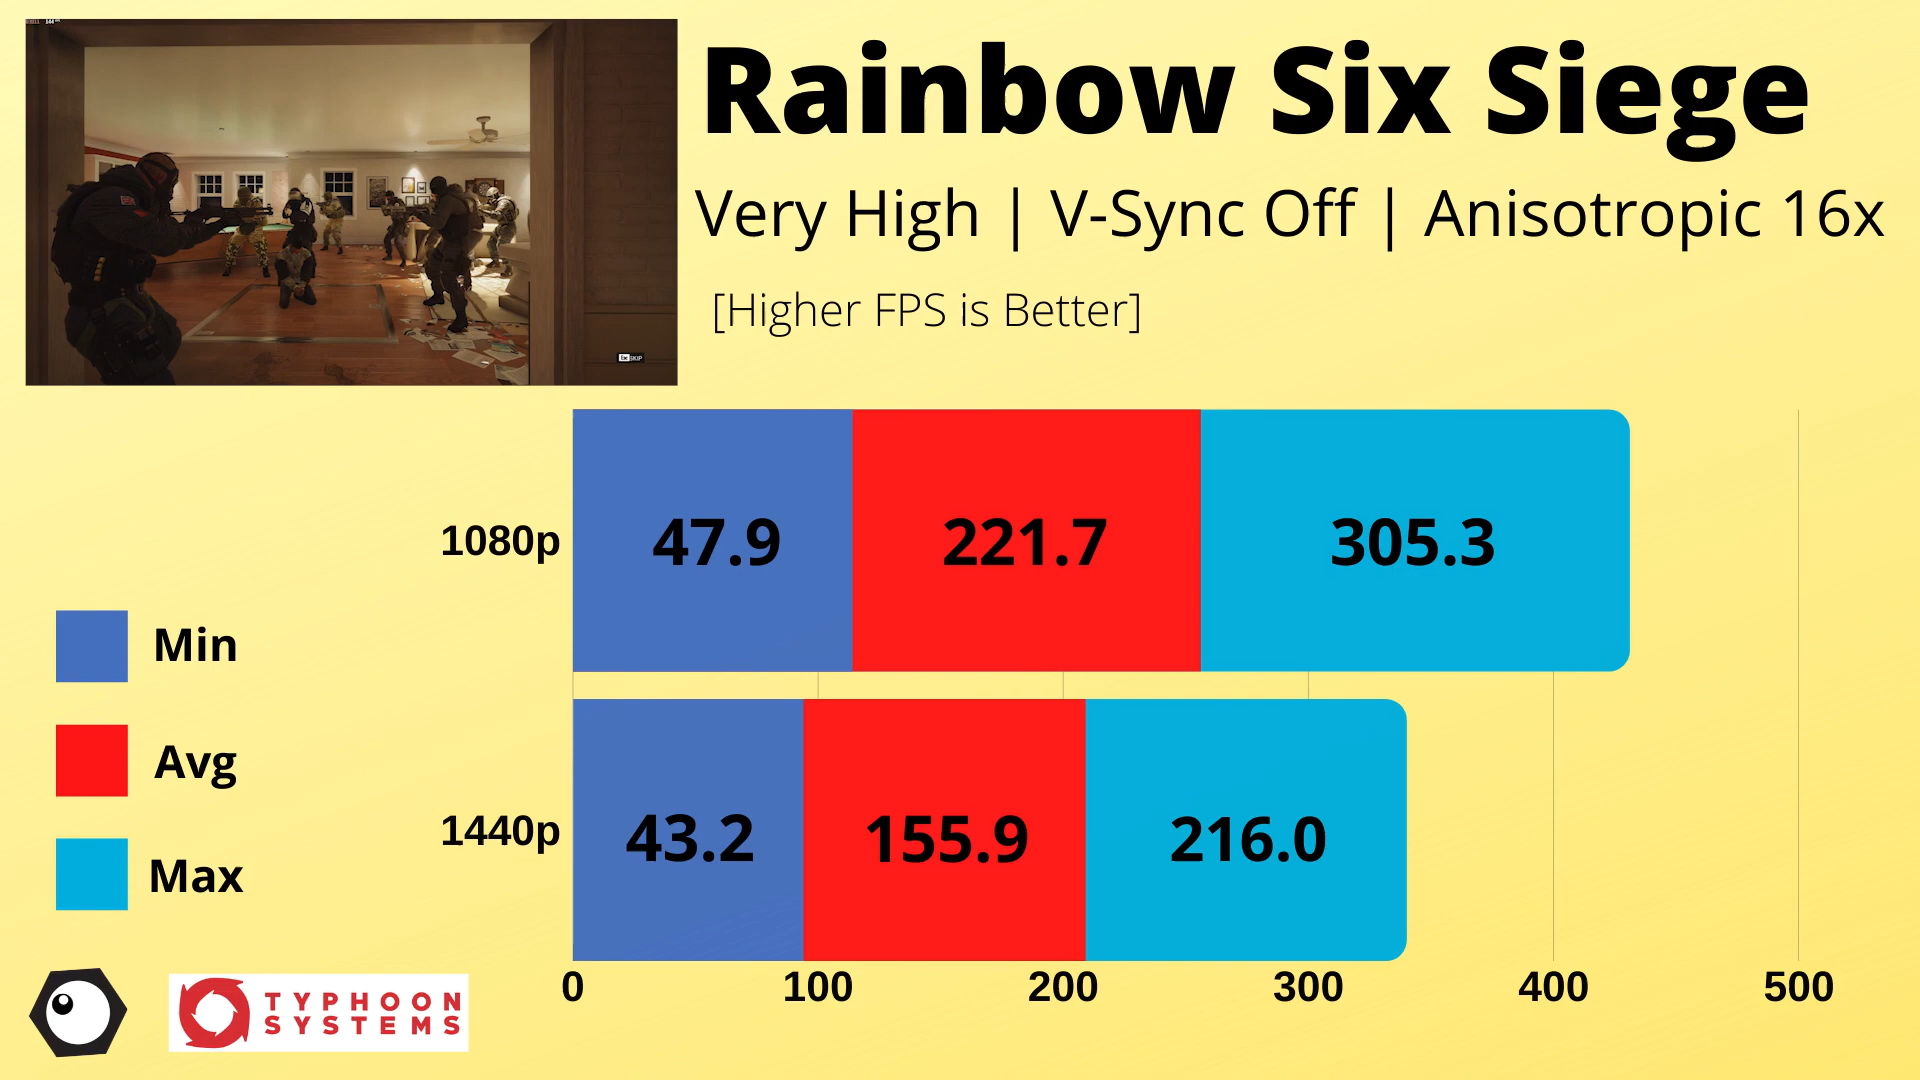 144
SKIP
Rainbow Six Siege
Very High | V-Sync Off | Anisotropic 16x
[Higher FPS is Better]
1080p
47.9
221.7
305.3
1440p
43.2
155.9
216.0
Min
Avg
Max
0 100 200 300 400 500
TYPHOON
SYSTEMS